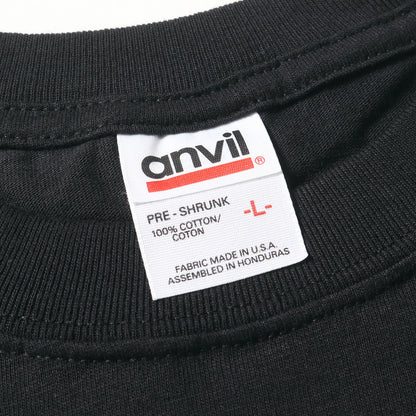 anvil®
PRE - SHRUNK
100% COTTON/
COTON
-L-
FABRIC MADE IN U.S.A.
ASSEMBLED IN HONDURAS